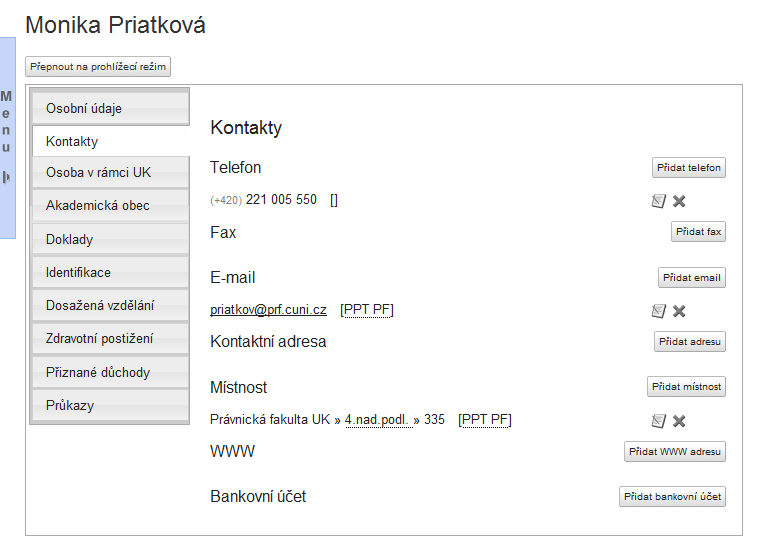 Monika Priatková
Přepnout na prohlížecí režim
Menu
Osobní údaje
Kontakty
Osoba v rámci UK
Akademická obec
Doklady
Identifikace
Dosažená vzdělání
Zdravotní postižení
Přiznané důchody
Průkazy
Kontakty
Telefon Přidat telefon
(+420) 221 005 550 []
Fax Přidat fax
E-mail Přidat email
priatkov@prf.cuni.cz [PPT PF]
Kontaktní adresa Přidat adresu
Místnost Přidat místnost
Právnická fakulta UK » 4.nad.podl. » 335 [PPT PF]
WWW Přidat WWW adresu
Bankovní účet Přidat bankovní účet